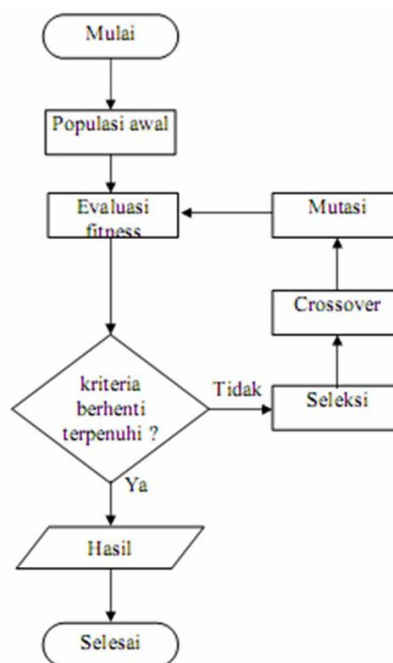 Mulai
Populasi awal
Evaluasi
fitness
Mutasi
Crossover
kriteria
berhenti
terpenuhi ?
Tidak
Seleksi
Ya
Hasil
Selesai